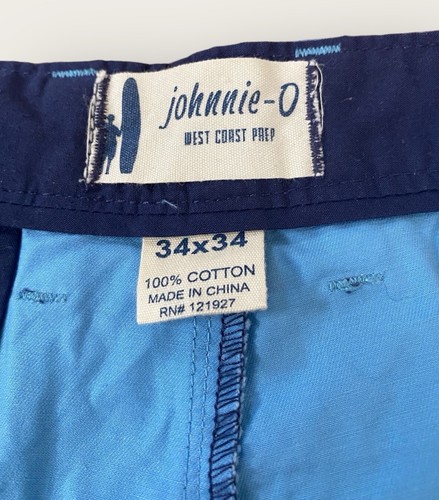 johnnie-O
WEST COAST PREP
34x34
100% COTTON
MADE IN CHINA
RN# 121927